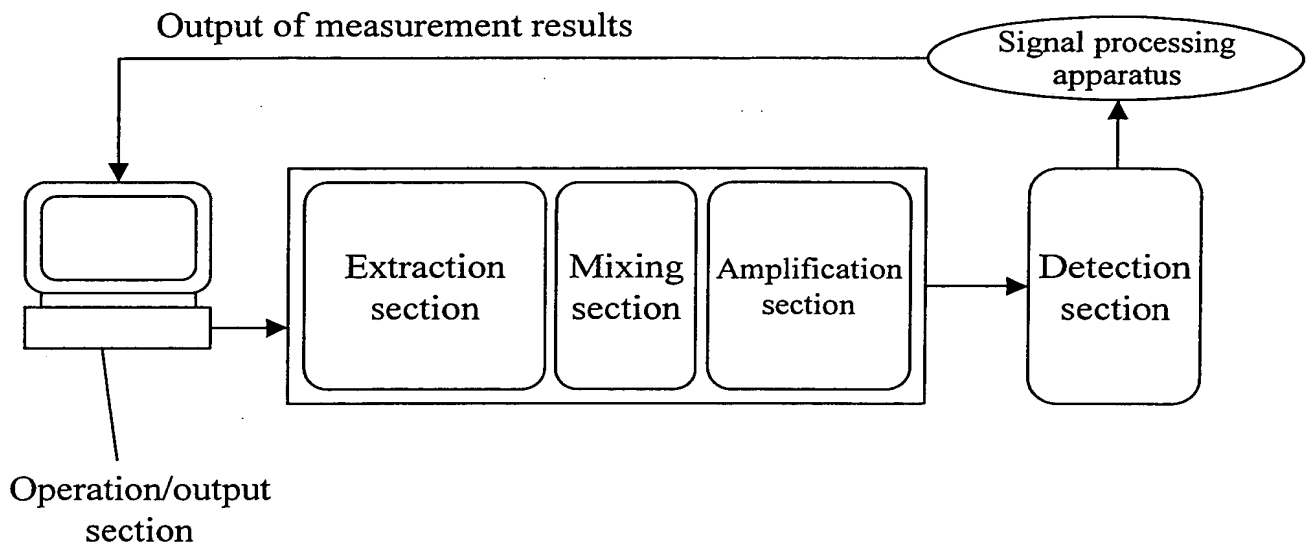 Output of measurement results
Signal processing
apparatus
Extraction
section
Mixing
section
Amplification
section
Detection
section
Operation/output
section